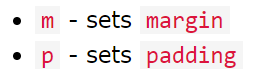 • m - sets margin
• p - sets padding